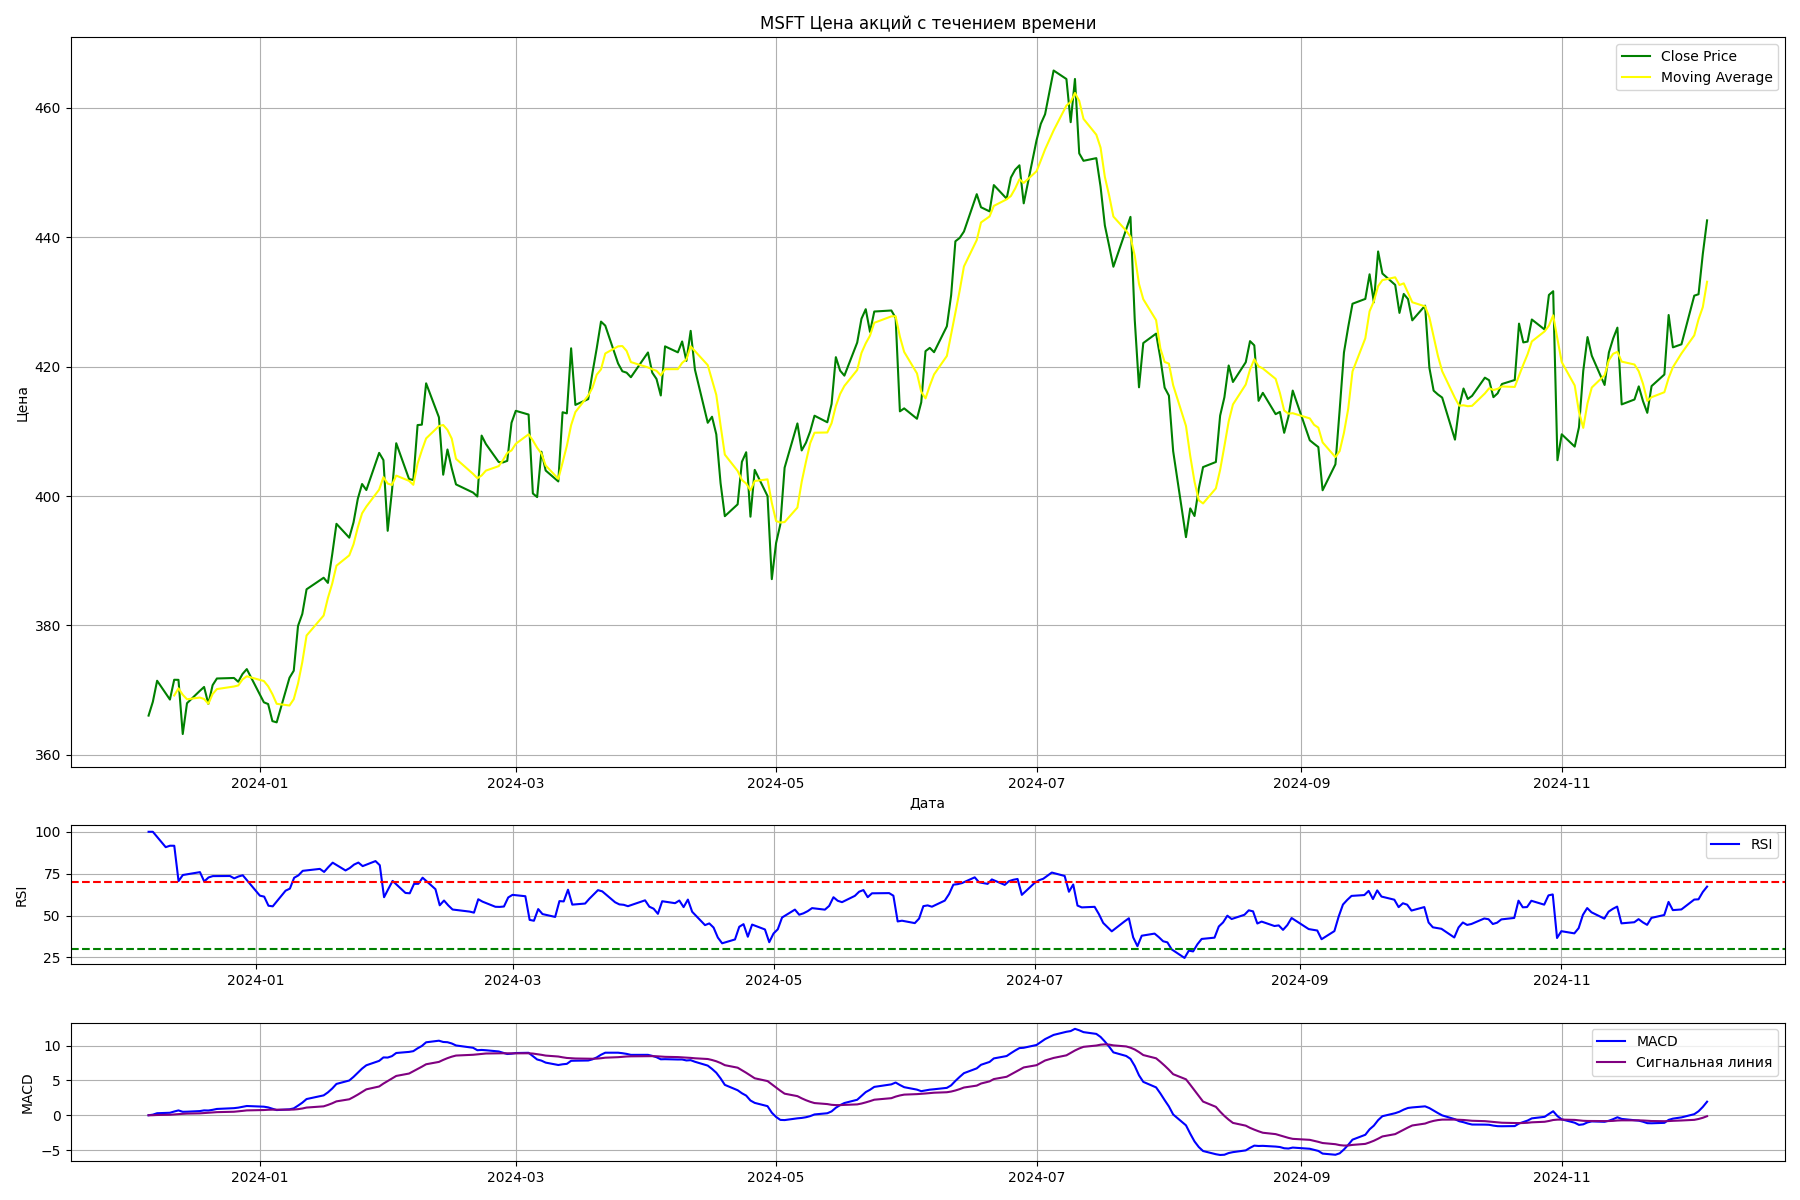 MSFT Цена акций с течением времени
Close Price
Moving Average
Цена
460
440
420
400
380
360
2024-01 2024-03 2024-05 2024-07 2024-09 2024-11
Дата
RSI
RSI
100
75
50
25
2024-01 2024-03 2024-05 2024-07 2024-09 2024-11
MACD
Сигнальная линия
MACD
10
5
0
−5
2024-01 2024-03 2024-05 2024-07 2024-09 2024-11